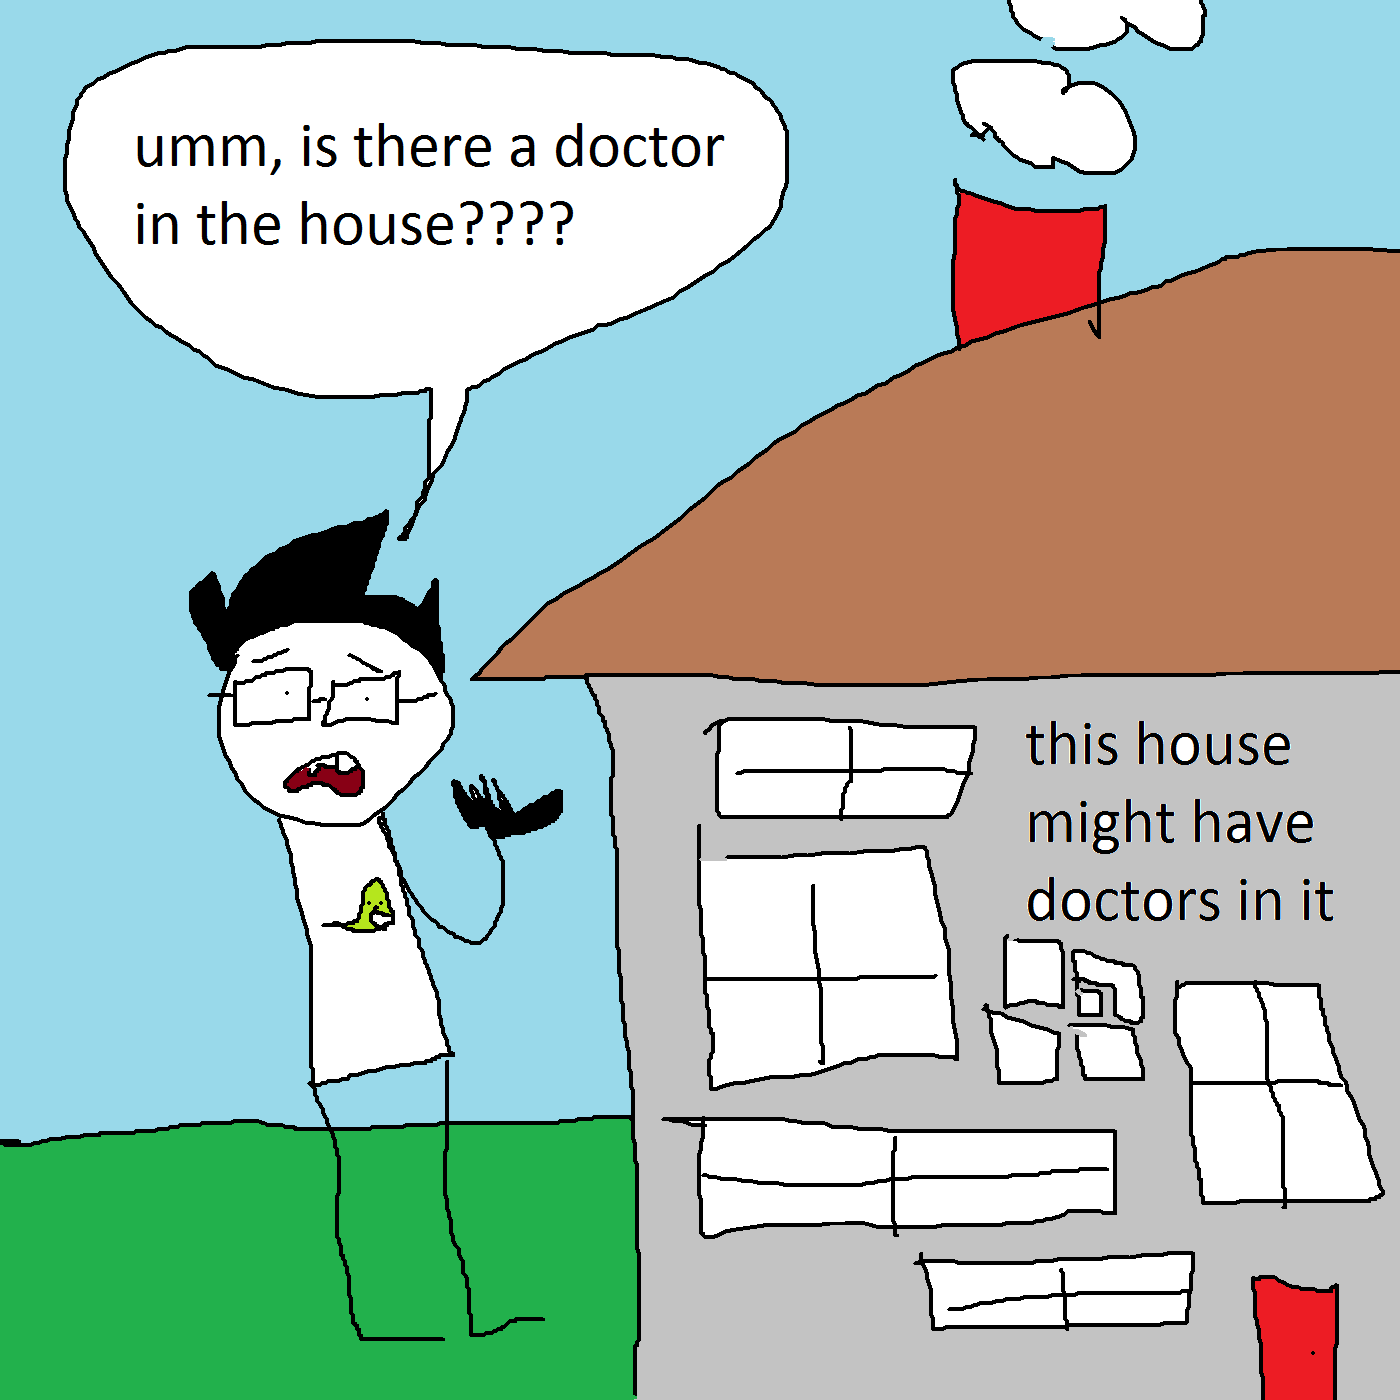 umm, is there a doctor
in the house????
this house
might have
doctors in it